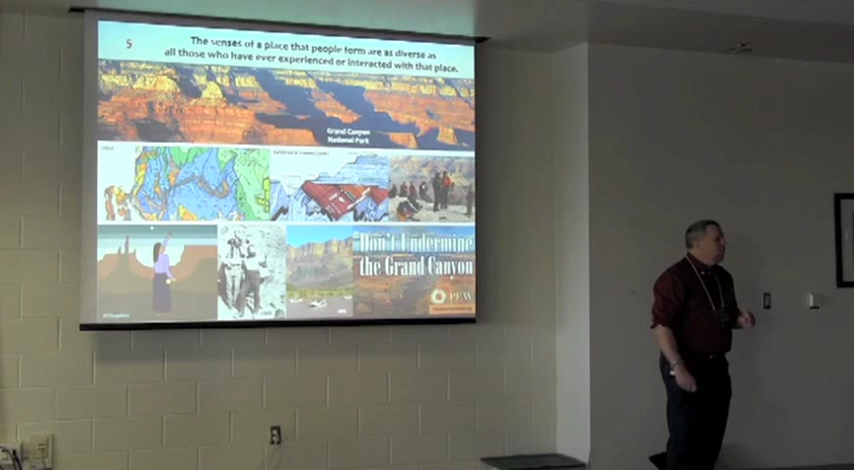 5
The senses of a place that people form are as diverse as
all those who have ever experienced or interacted with that place.
Grand Canyon
National Park
Don't Undermine
the Grand Canyon
PEW